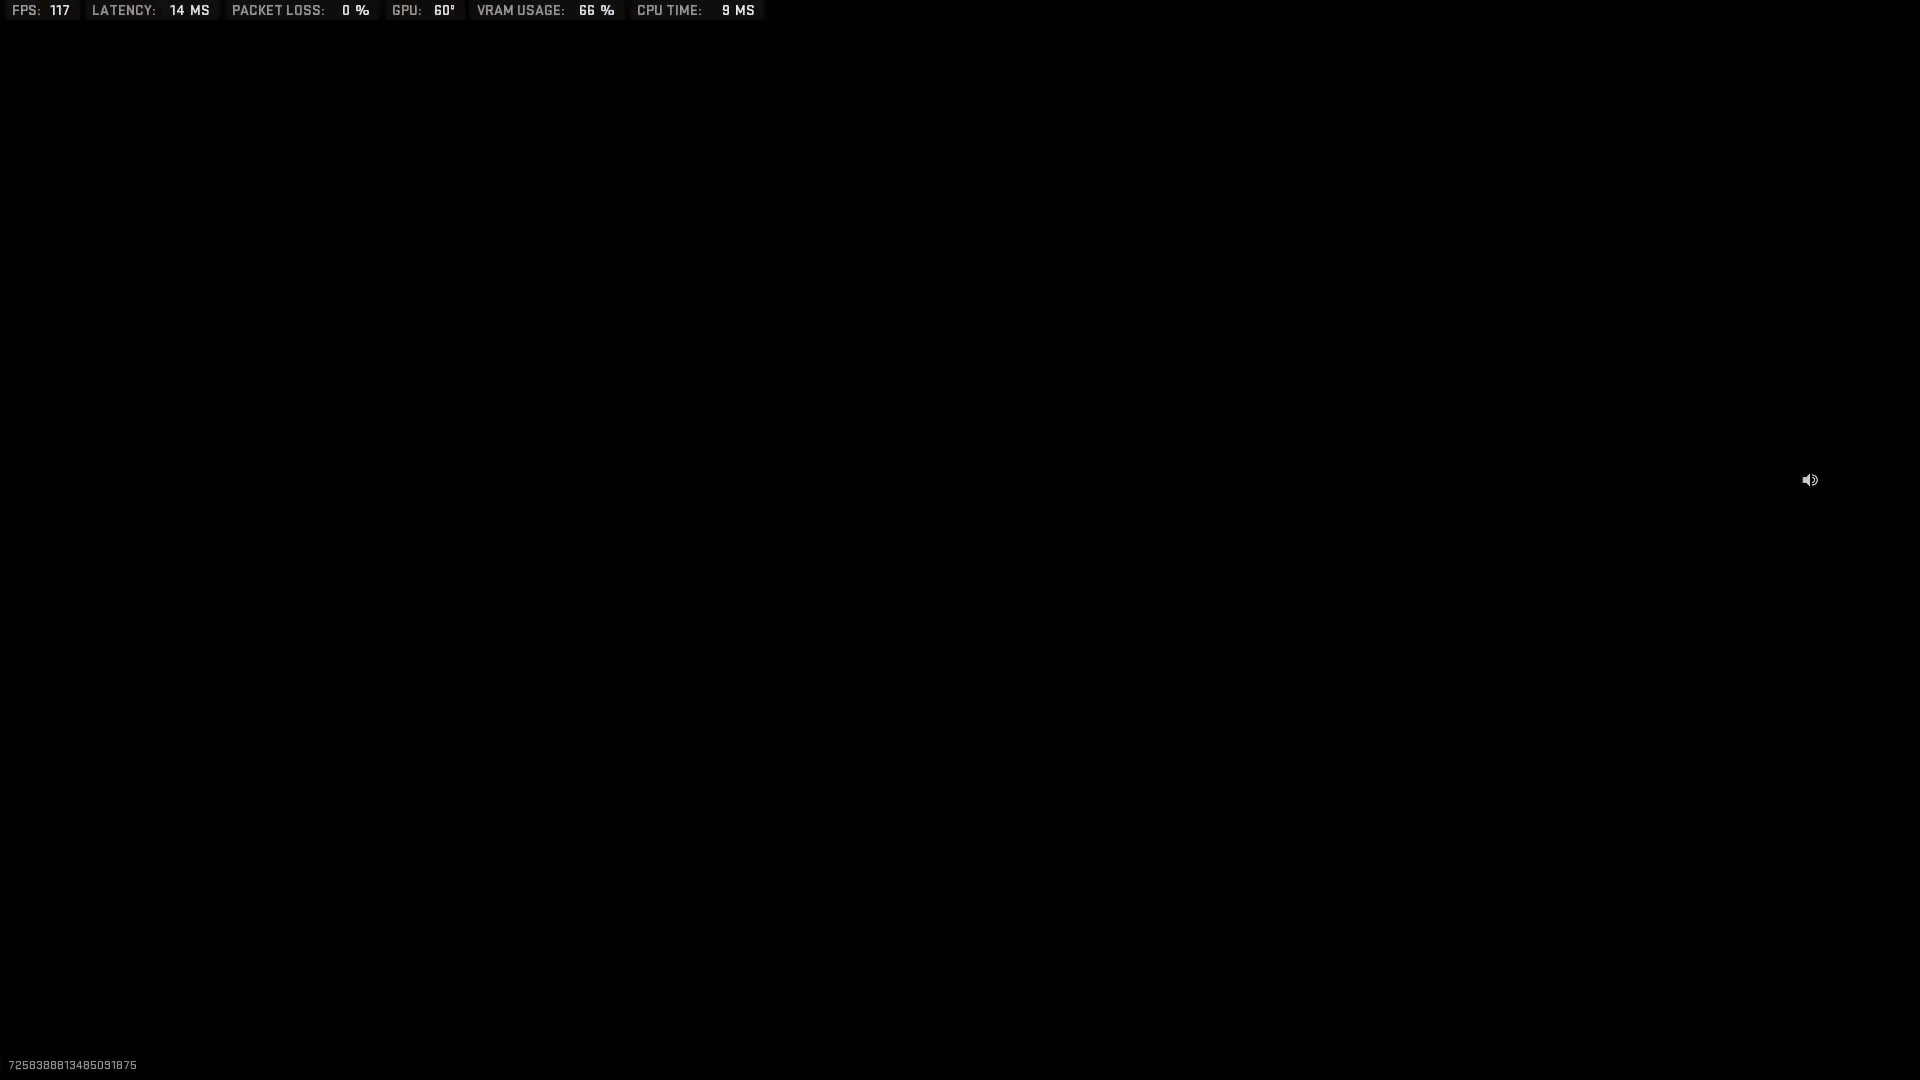 FPS: 117 LATENCY: 14 MS PACKET LOSS: 0 % GPU: 60° VRAM USAGE: 66 % CPU TIME: 9 MS
7258388813485091875